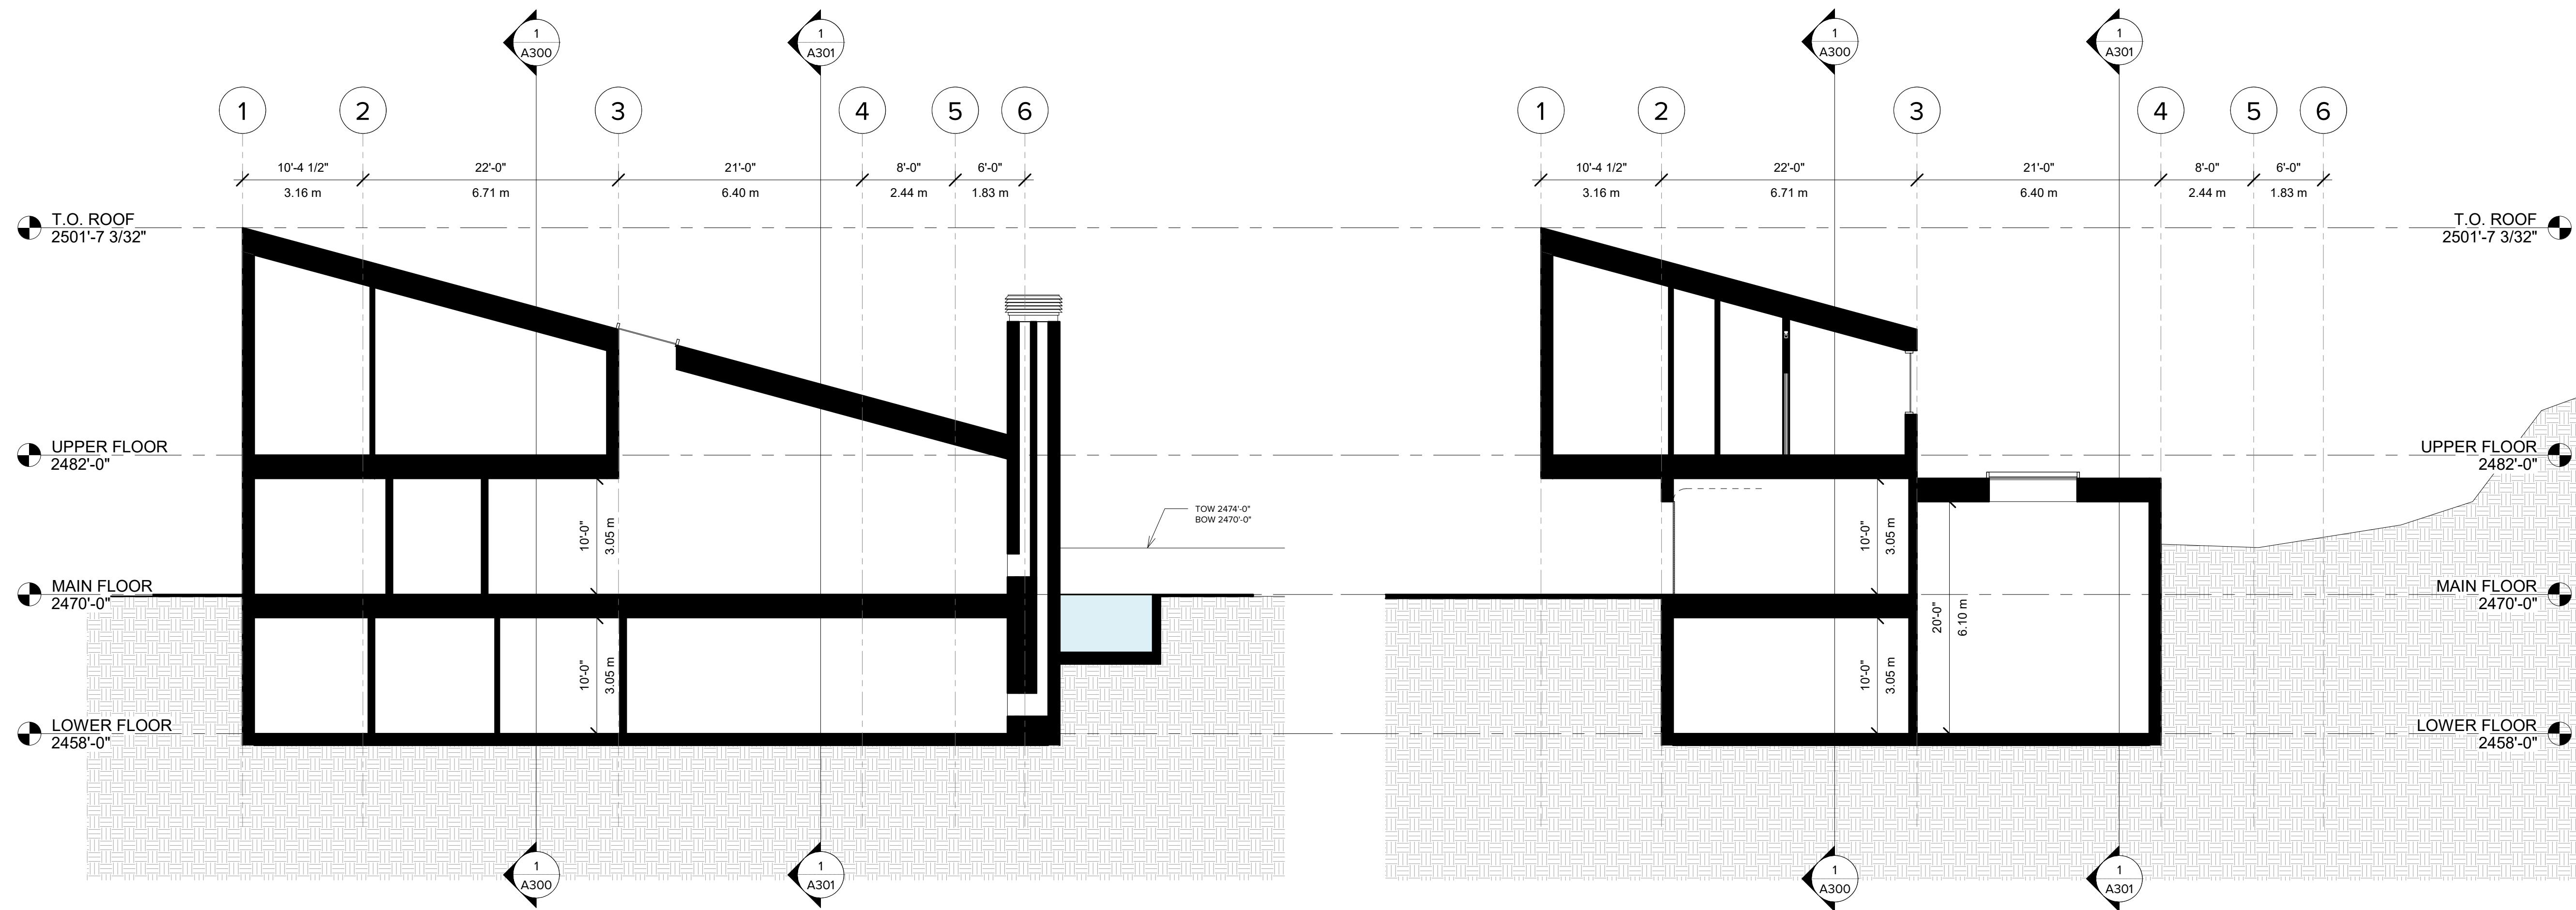 1
A300
1
A301
1
A300
1
A301
1
2
3
4
5
6
1
2
3
4
5
6
10'-4 1/2"
22'-0"
21'-0"
8'-0"
6'-0"
3.16 m
6.71 m
6.40 m
2.44 m
1.83 m
10'-4 1/2"
22'-0"
21'-0"
8'-0"
6'-0"
3.16 m
6.71 m
6.40 m
2.44 m
1.83 m
T.O. ROOF
2501'-7 3/32"
T.O. ROOF
2501'-7 3/32"
UPPER FLOOR
2482'-0"
UPPER FLOOR
2482'-0"
10'-0"
3.05 m
TOW 2474'-0"
BOW 2470'-0"
10'-0"
3.05 m
MAIN FLOOR
2470'-0"
MAIN FLOOR
2470'-0"
20'-0"
6.10 m
10'-0"
3.05 m
10'-0"
3.05 m
LOWER FLOOR
2458'-0"
LOWER FLOOR
2458'-0"
1
A300
1
A301
1
A300
1
A301